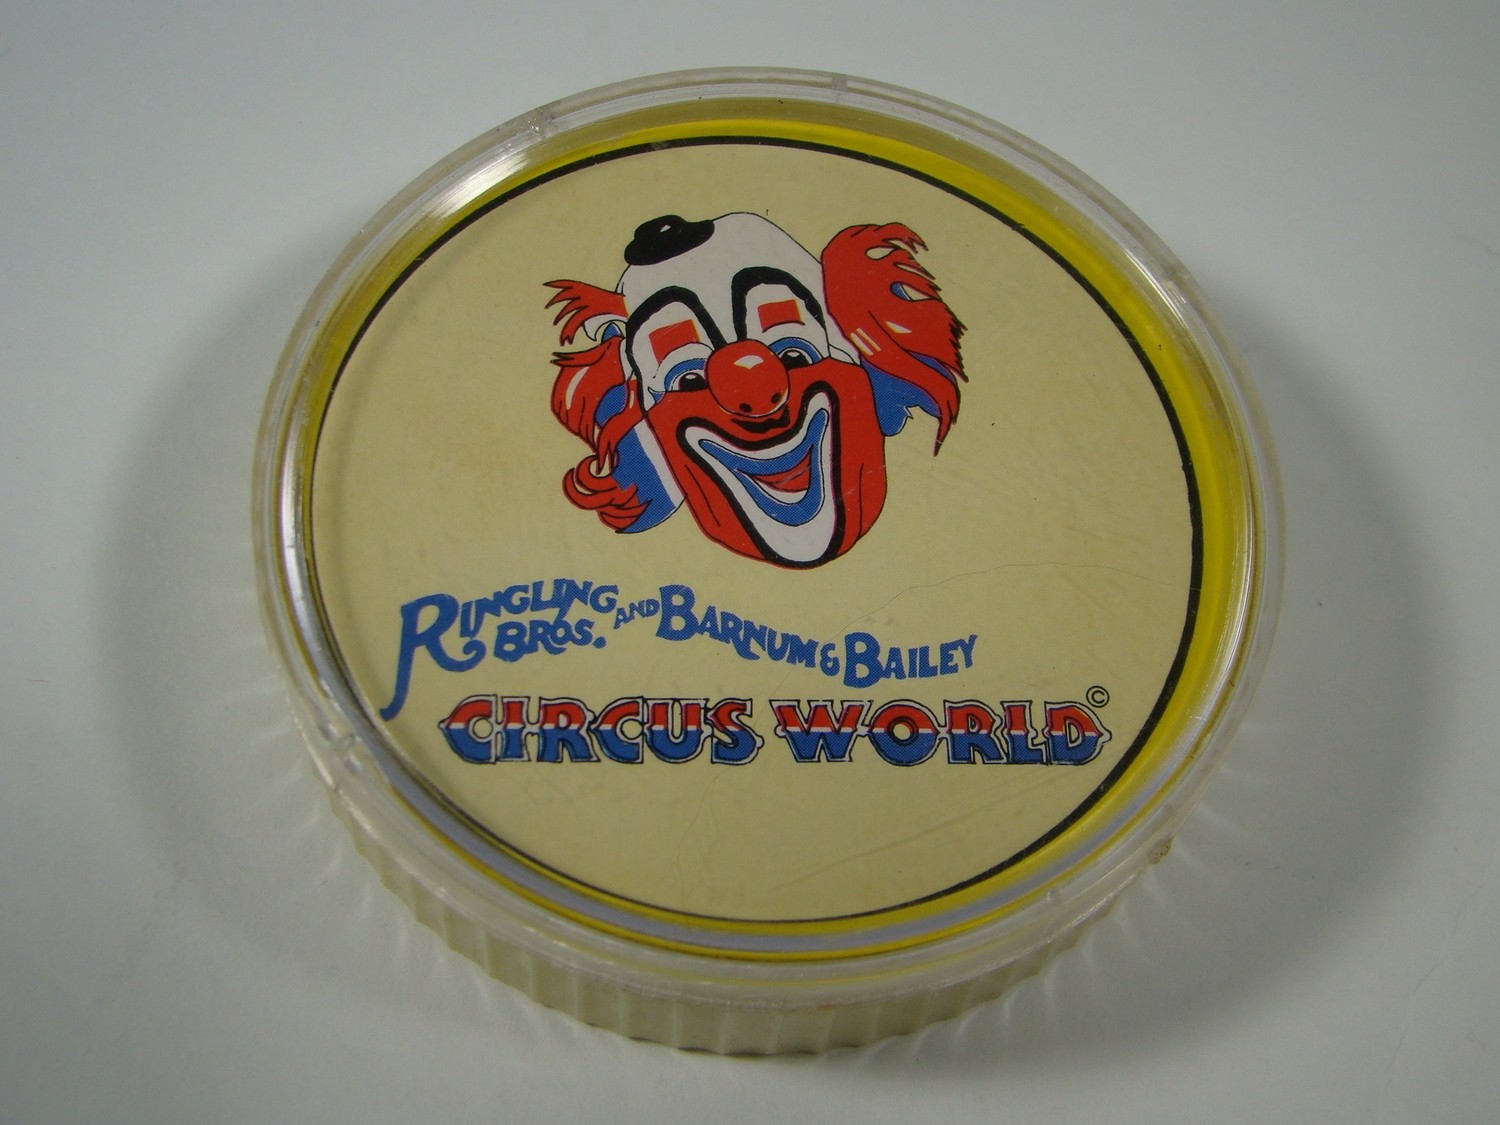 RINGLING BROS. AND BARNUM & BAILEY
CIRCUS WORLD©